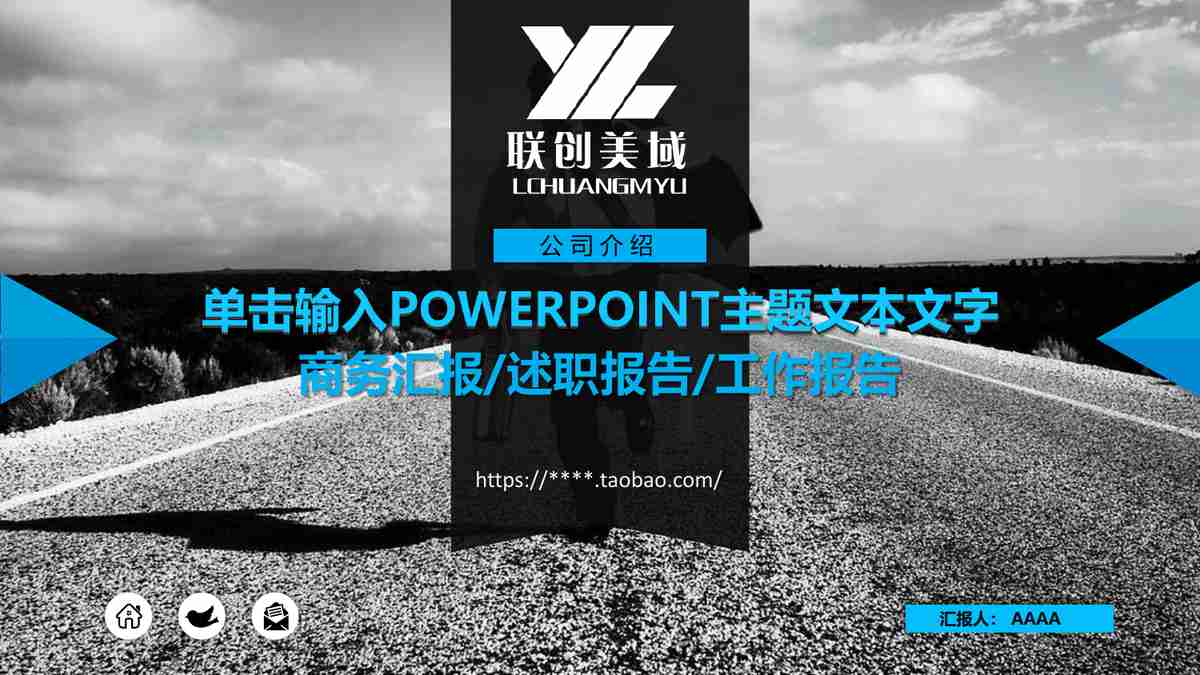 联创美域
LCHUANGMYU
公司介绍
单击输入POWERPOINT主题文本文字
商务汇报/述职报告/工作报告
https://****.taobao.com/
汇报人： AAAA